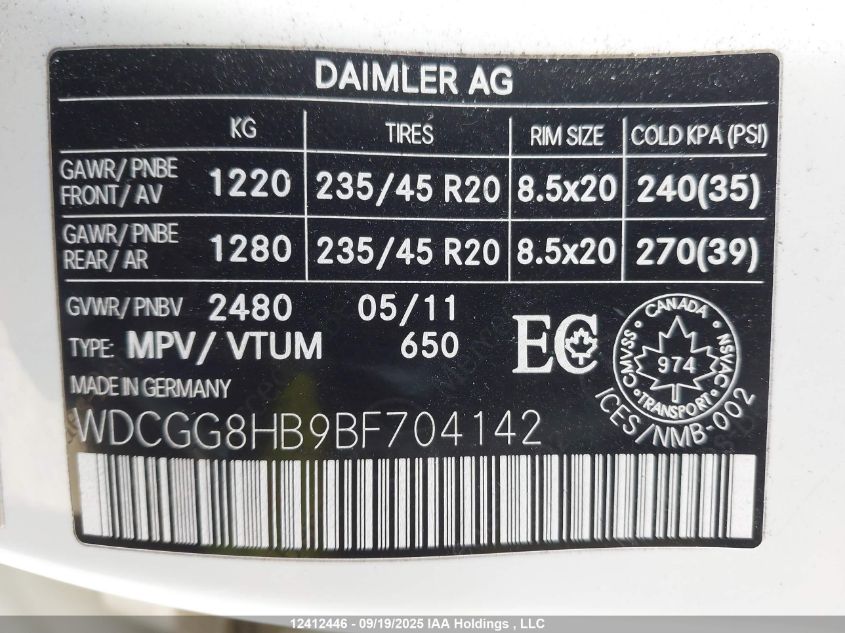 DAIMLER AG
KG TIRES RIM SIZE COLD KPA (PSI)
GAWR/ PNBE FRONT/ AV 1220 235/45 R20 8.5x20 240(35)
GAWR/ PNBE REAR/ AR 1280 235/45 R20 8.5x20 270(39)
GVWR/ PNBV 2480 05/11
TYPE: MPV/ VTUM 650
EC
CANADA
CMVSS NSVAC
974
TRANSPORT
ICES/NMB-002
MADE IN GERMANY
WDCGG8HB9BF704142
12412446 - 09/19/2025 IAA Holdings , LLC